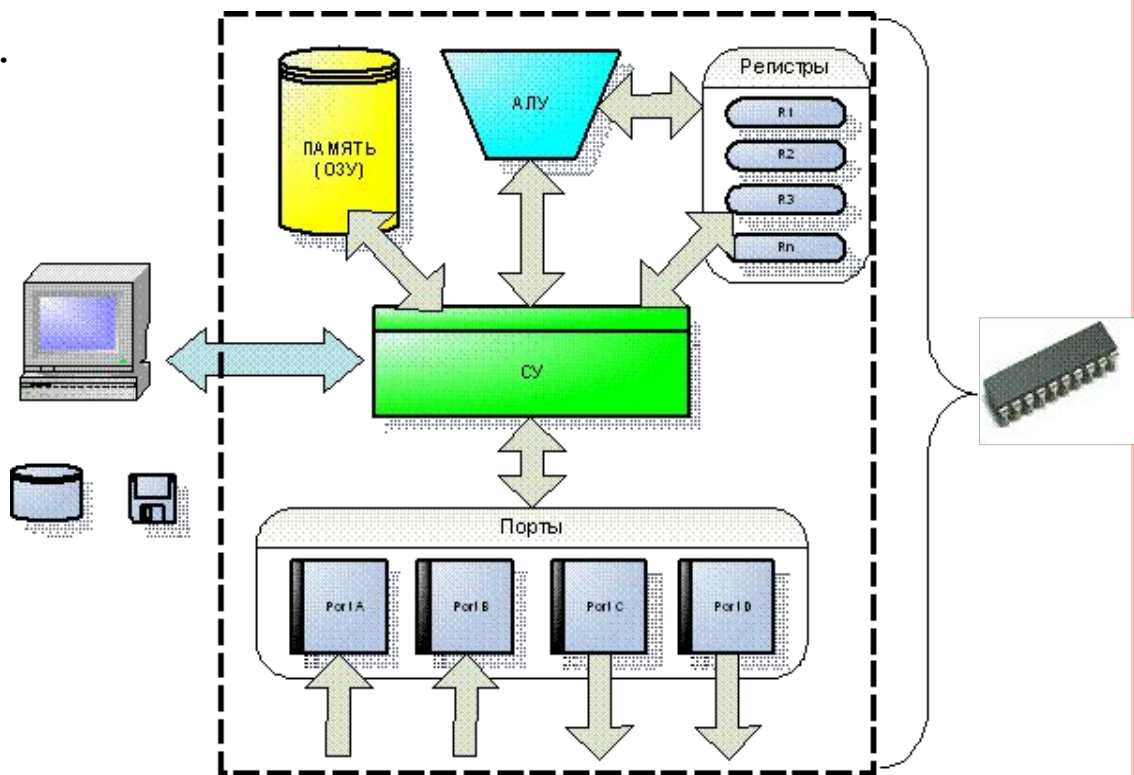 .
ПАМЯТЬ
(ОЗУ)
АЛУ
Регистры
R1
R2
R3
Rn
СУ
Порты
Port A
Port B
Port C
Port D